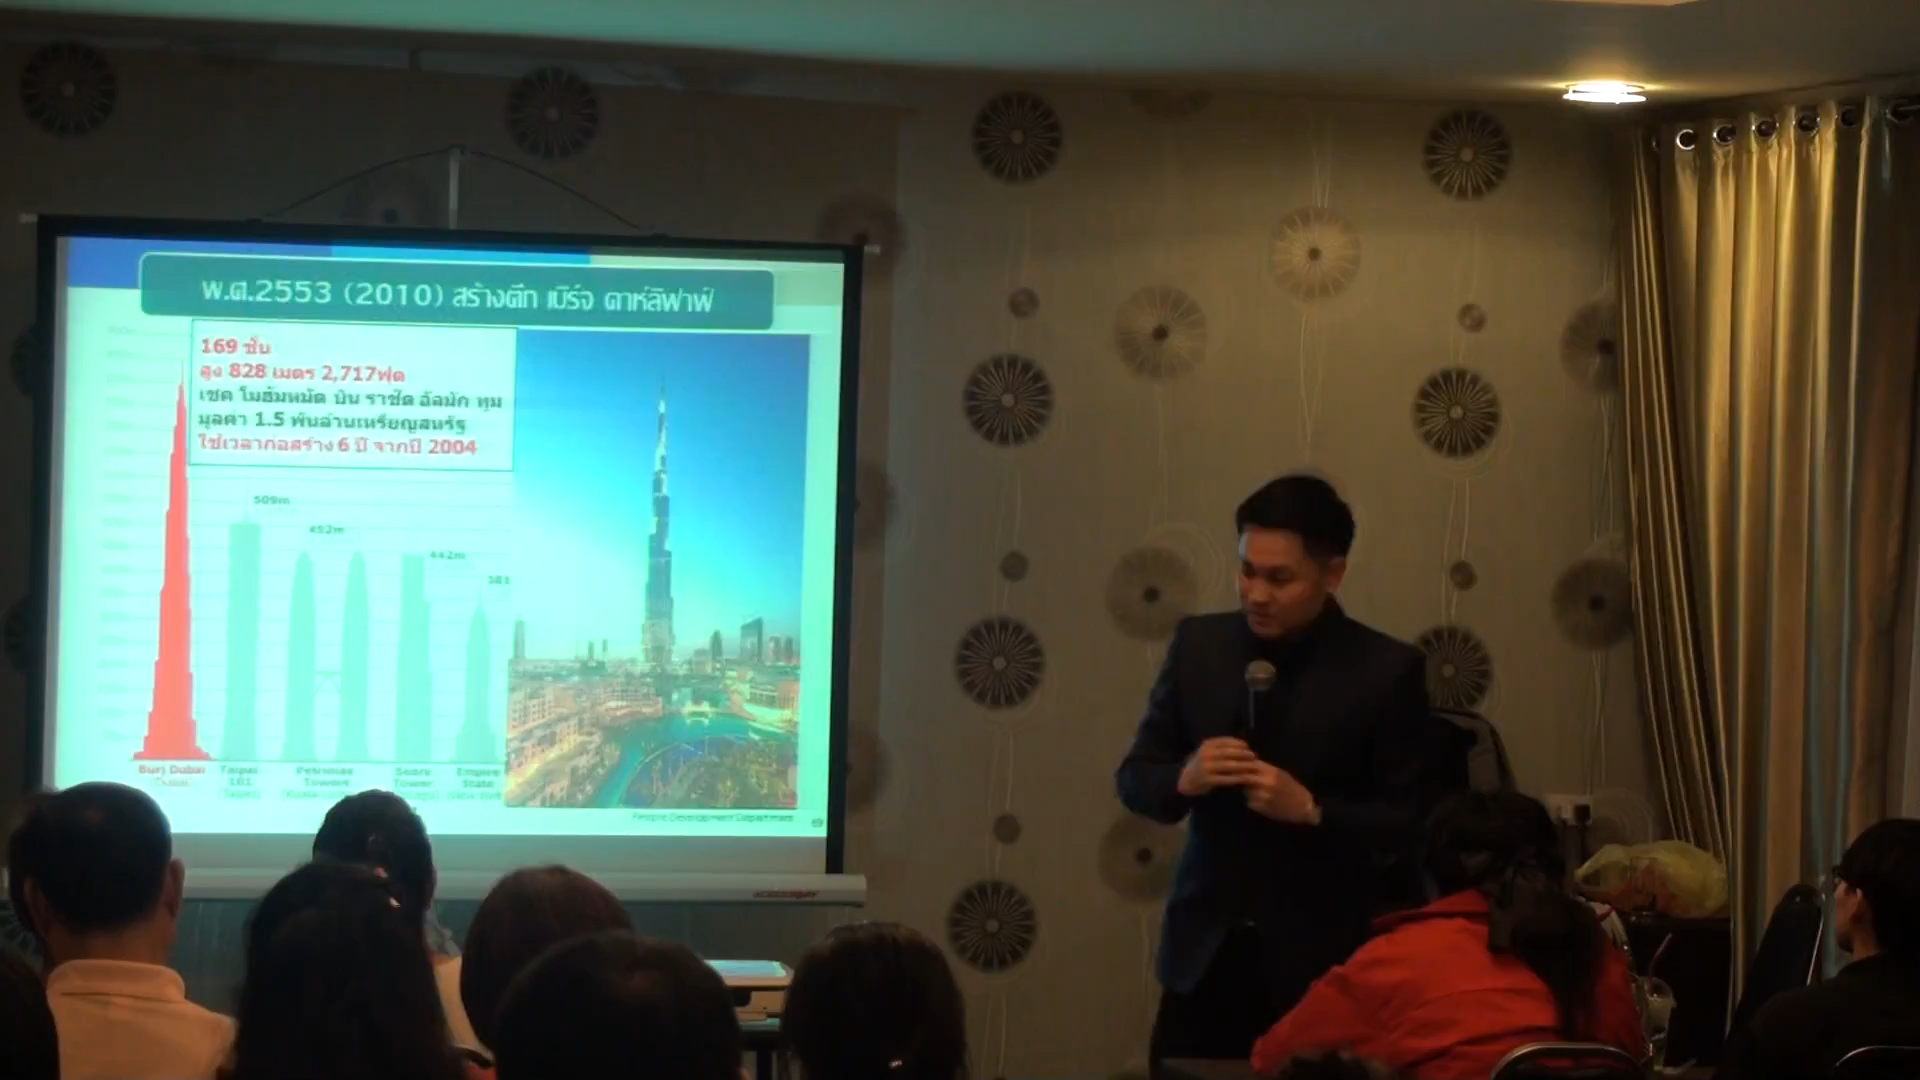 พ.ศ.2553 (2010) สร้างตึก เบิร์จ คาห์ลิฟาฟ์
169 ชั้น
สูง 828 เมตร 2,717ฟุต
เชค โมฮัมหมัด บิน ราชีด อัลมัก ทูม
มูลค่า 1.5 พันล้านเหรียญสหรัฐ
ใช้เวลาก่อสร้าง 6 ปี จากปี 2004
509m
452m
442m
381
Burj Dubai
Taipei 101
Petronas Towers
Sears Tower
Empire State
People Development Department
69